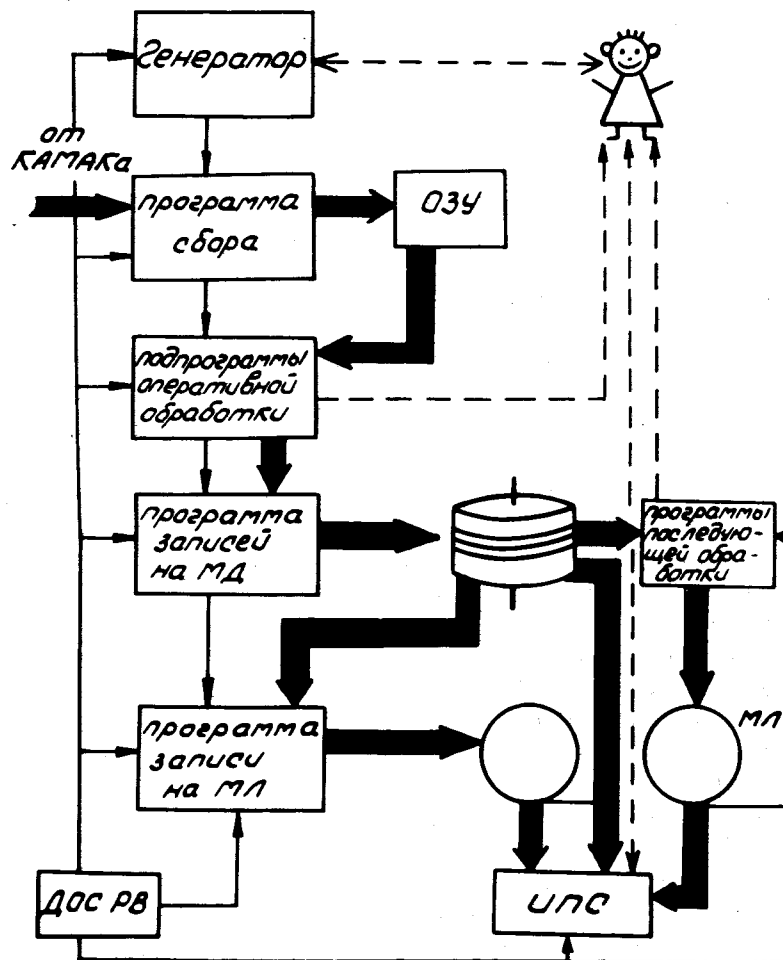 Генератор
от
КАМАКа
программа
сбора
ОЗУ
подпрограммы
оперативной
обработки
программа
записей
на МД
программы
последую-
щей обра-
ботки
программа
записи
на МЛ
МЛ
ДОС РВ
ИПС